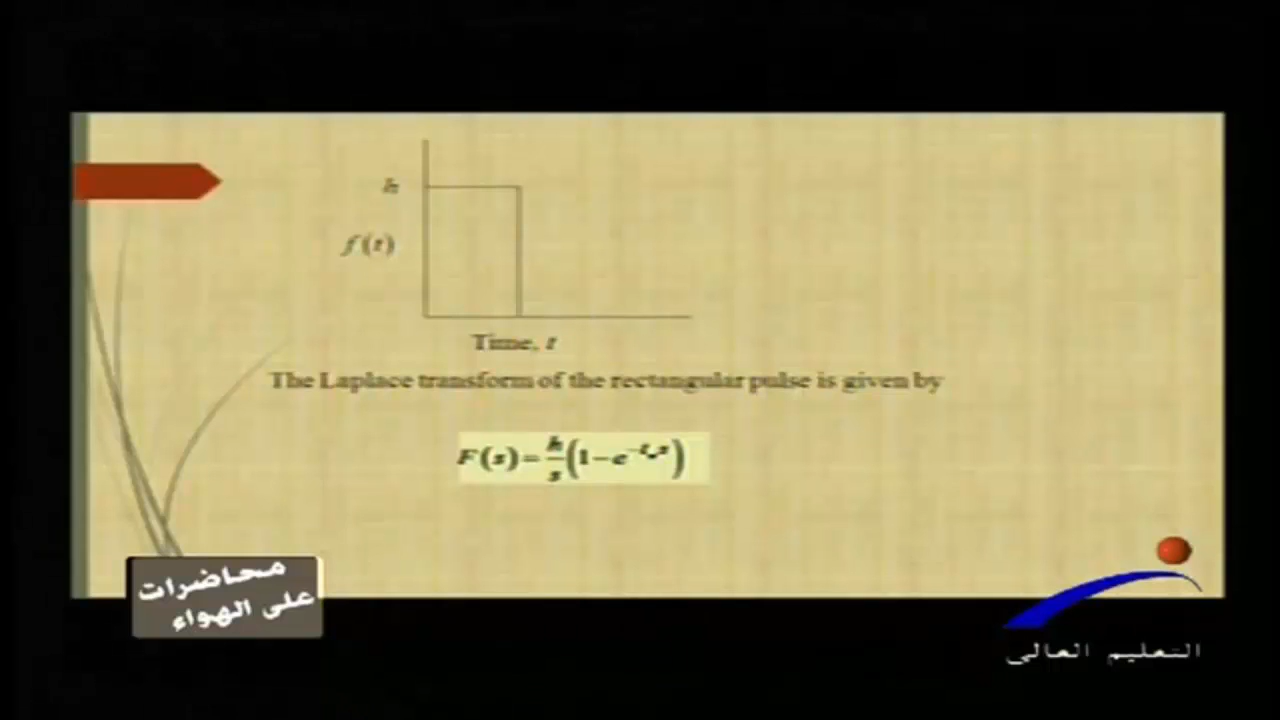 h
f(t)
Time, t
The Laplace transform of the rectangular pulse is given by
F(s)=h/s(1−e^−t_w s)
محاضرات
على الهواء
التعليم العالى